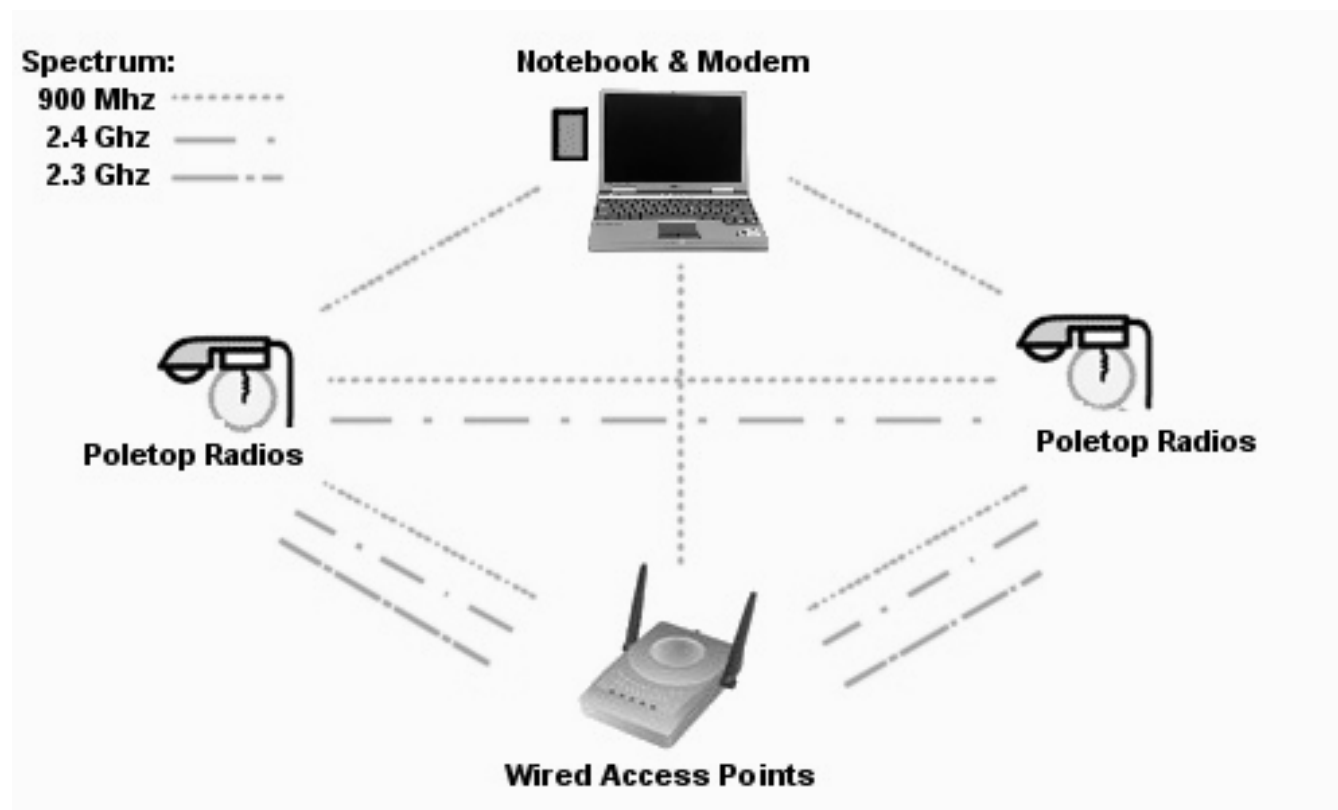 Spectrum:
900 Mhz
2.4 Ghz
2.3 Ghz
Notebook & Modem
Poletop Radios
Poletop Radios
Wired Access Points